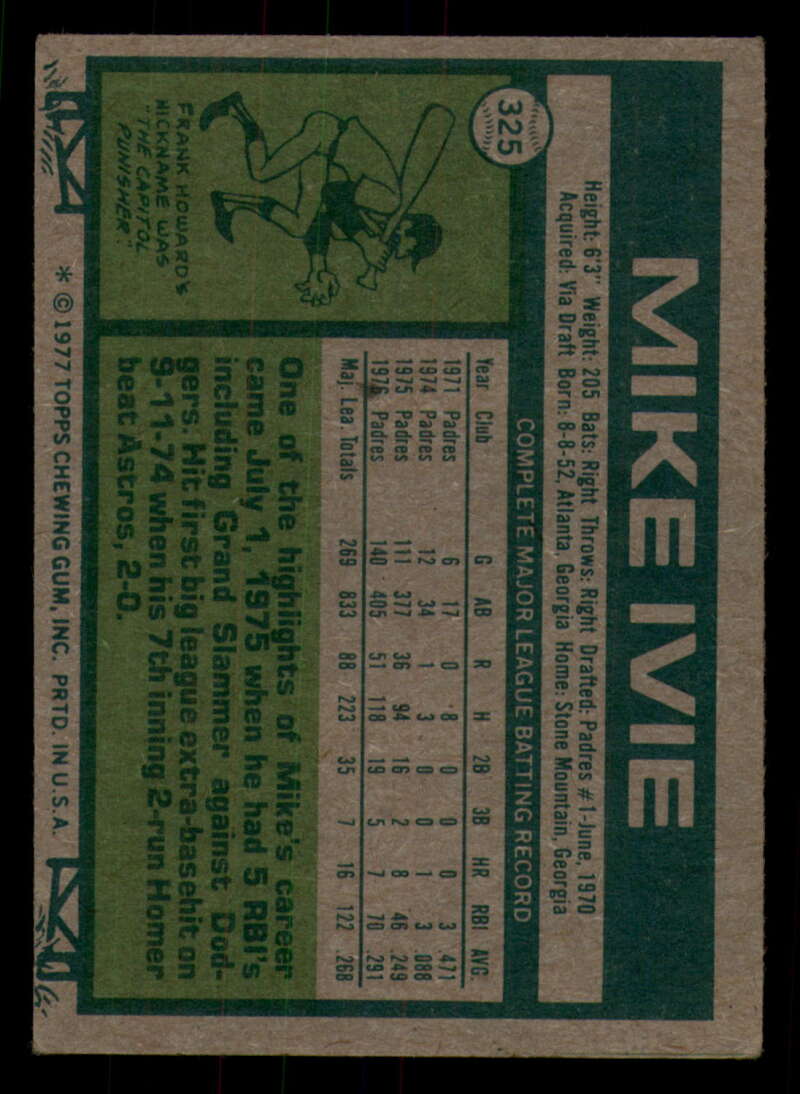 325
MIKE IVIE
Height: 6'3" Weight: 205 Bats: Right Throws: Right Drafted: Padres #1-June, 1970
Acquired: Via Draft Born: 8-8-52, Atlanta, Georgia Home: Stone Mountain, Georgia
COMPLETE MAJOR LEAGUE BATTING RECORD
Year Club G AB R H 2B 3B HR RBI AVG.
1971 Padres 6 17 0 8 0 0 0 3 .471
1974 Padres 12 34 1 3 0 0 1 3 .088
1975 Padres 111 377 36 94 16 2 8 46 .249
1976 Padres 140 405 51 118 19 5 7 70 .291
Maj. Lea Totals 269 833 88 223 35 7 16 122 .268
FRANK HOWARD'S
NICKNAME WAS
"THE CAPITOL
PUNISHER."
One of the highlights of Mike's career
came July 1, 1975 when he had 5 RBI's
including Grand Slammer against Dod-
gers. Hit first big league extra-basehit on
9-11-74 when his 7th inning 2-run Homer
beat Astros, 2-0.
* © 1977 TOPPS CHEWING GUM, INC. PRTD. IN U.S.A.